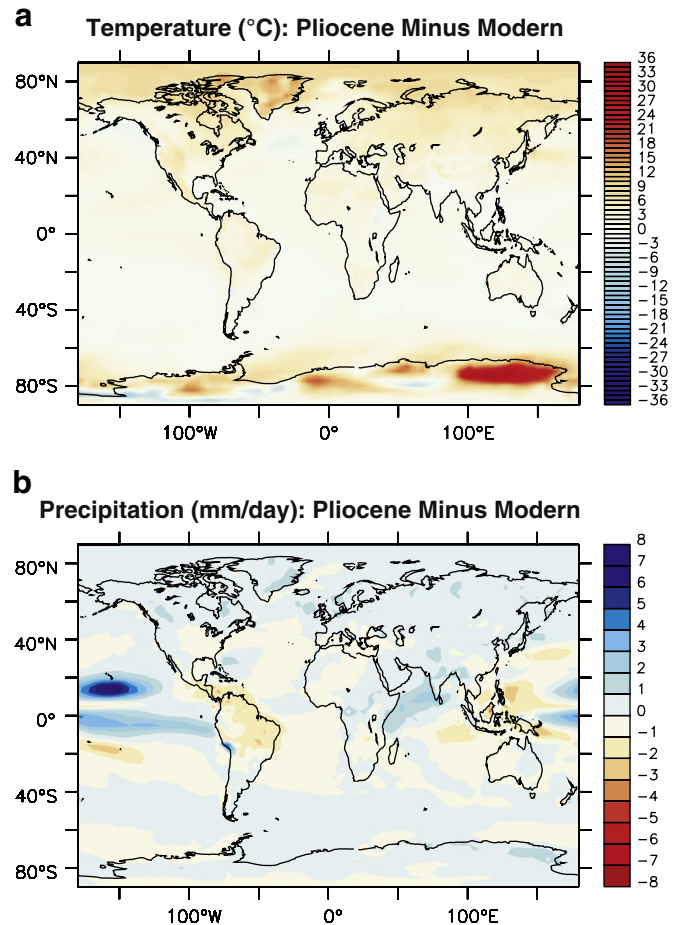 a
Temperature (°C): Pliocene Minus Modern
80°N
40°N
0°
40°S
80°S
100°W
0°
100°E
36
33
30
27
24
21
18
15
12
9
6
3
0
−3
−6
−9
−12
−15
−18
−21
−24
−27
−30
−33
−36
b
Precipitation (mm/day): Pliocene Minus Modern
80°N
40°N
0°
40°S
80°S
100°W
0°
100°E
8
7
6
5
4
3
2
1
0
−1
−2
−3
−4
−5
−6
−7
−8